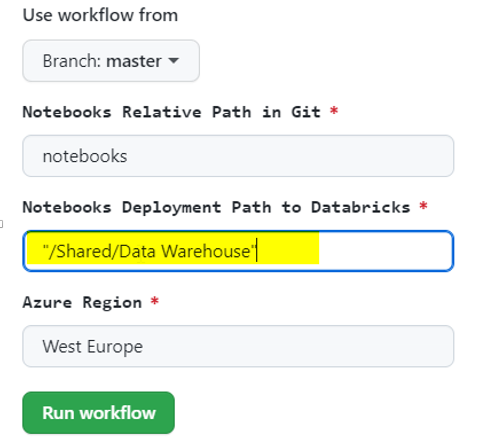 Use workflow from
Branch: master
Notebooks Relative Path in Git *
notebooks
Notebooks Deployment Path to Databricks *
"/Shared/Data Warehouse"
Azure Region *
West Europe
Run workflow